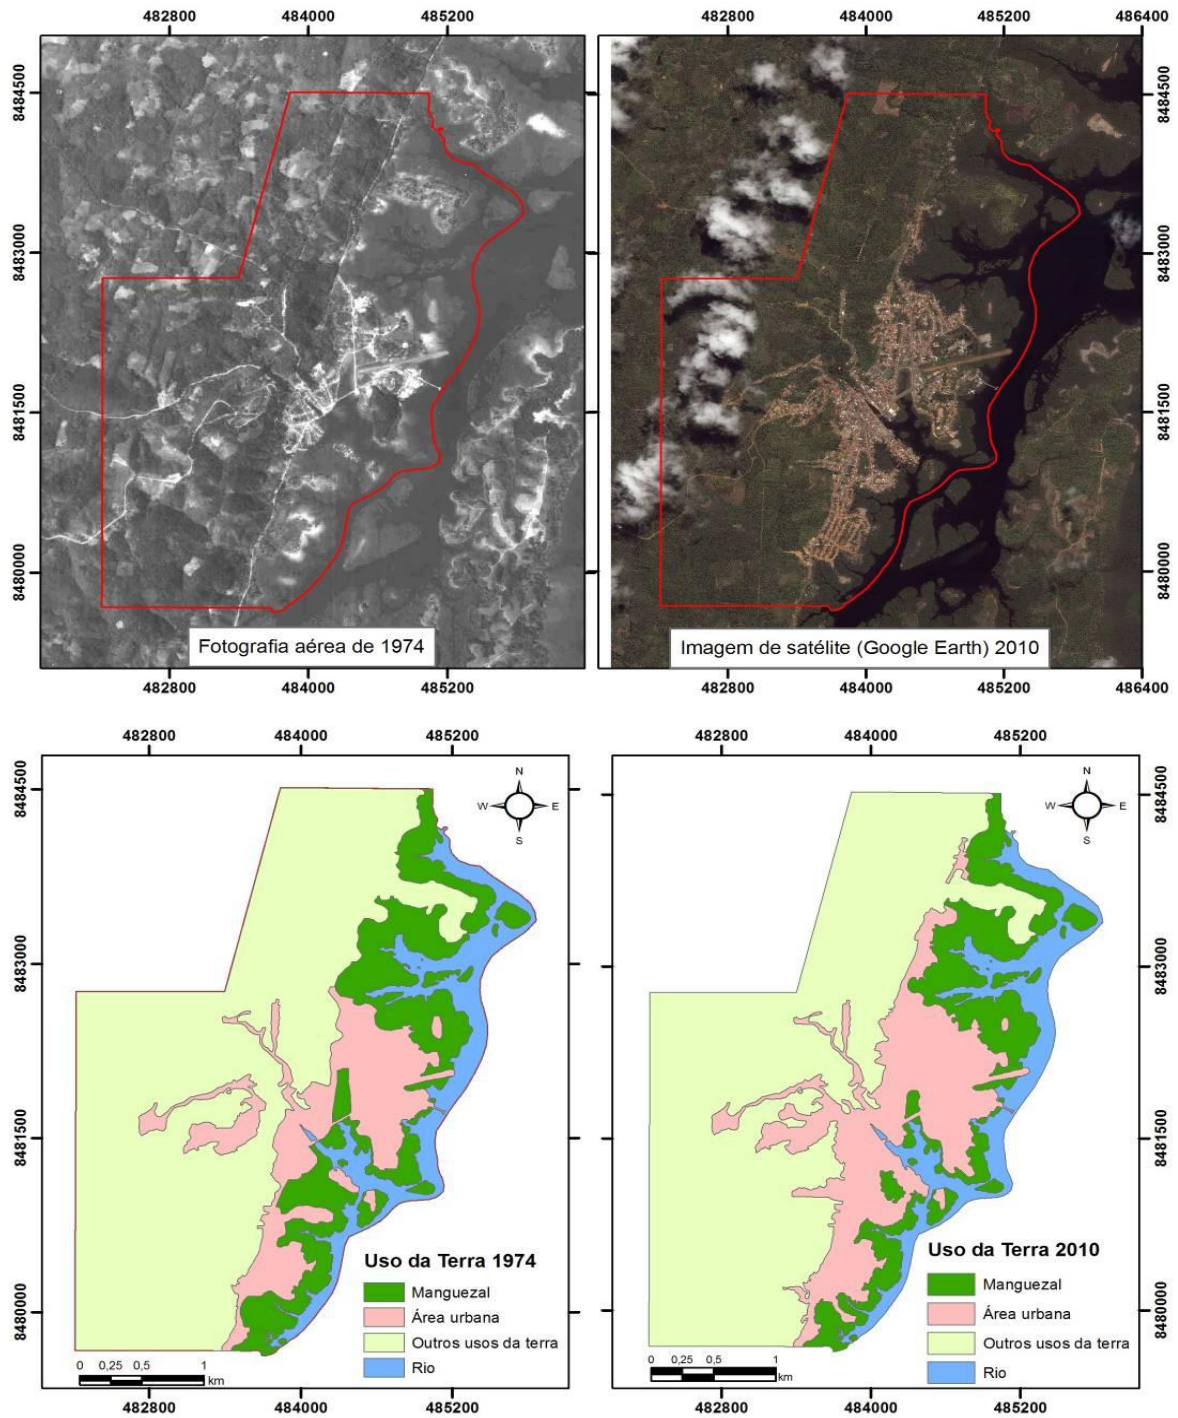 482800 484000 485200
482800 484000 485200 486400
8484500
8483000
8481500
8480000
8484500
8483000
8481500
8480000
Fotografia aérea de 1974
Imagem de satélite (Google Earth) 2010
482800 484000 485200
482800 484000 485200 486400
482800 484000 485200
482800 484000 485200
8484500
8483000
8481500
8480000
N
W E
S
Uso da Terra 1974
Manguezal
Área urbana
Outros usos da terra
Rio
0 0,25 0,5 1
km
8484500
8483000
8481500
8480000
N
W E
S
Uso da Terra 2010
Manguezal
Área urbana
Outros usos da terra
Rio
0 0,25 0,5 1
km
482800 484000 485200
482800 484000 485200